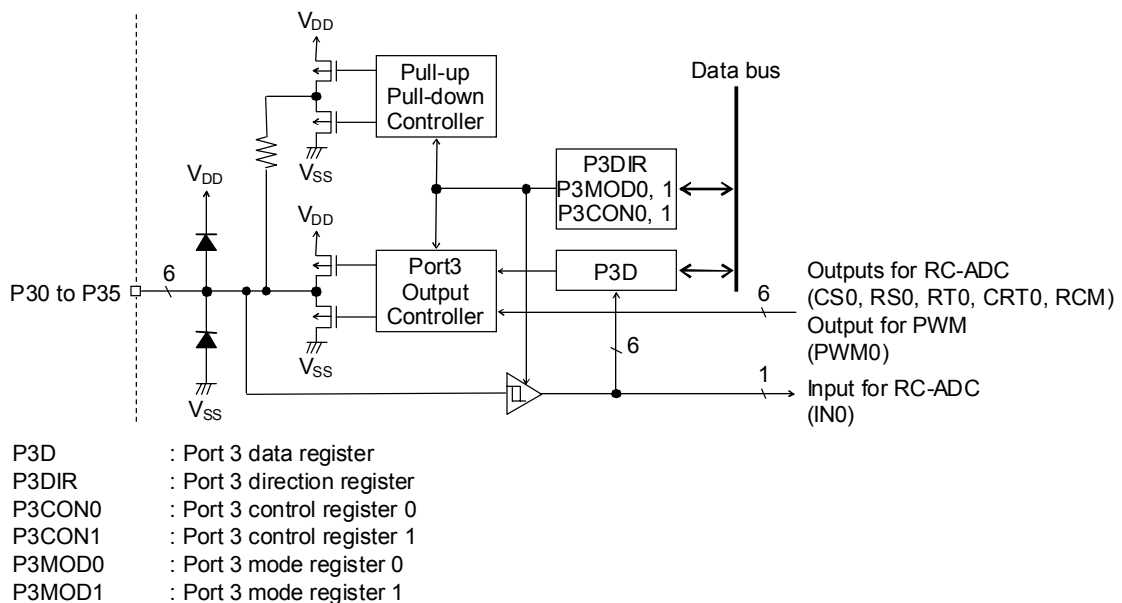 VDD
Pull-up
Pull-down
Controller
Data bus
VSS
VDD
P3DIR
P3MOD0, 1
P3CON0, 1
VDD
P30 to P35
6
Port3
Output
Controller
P3D
Outputs for RC-ADC
(CS0, RS0, RT0, CRT0, RCM)
6
Output for PWM
(PWM0)
VSS
6
VSS
1
Input for RC-ADC
(IN0)
P3D : Port 3 data register
P3DIR : Port 3 direction register
P3CON0 : Port 3 control register 0
P3CON1 : Port 3 control register 1
P3MOD0 : Port 3 mode register 0
P3MOD1 : Port 3 mode register 1